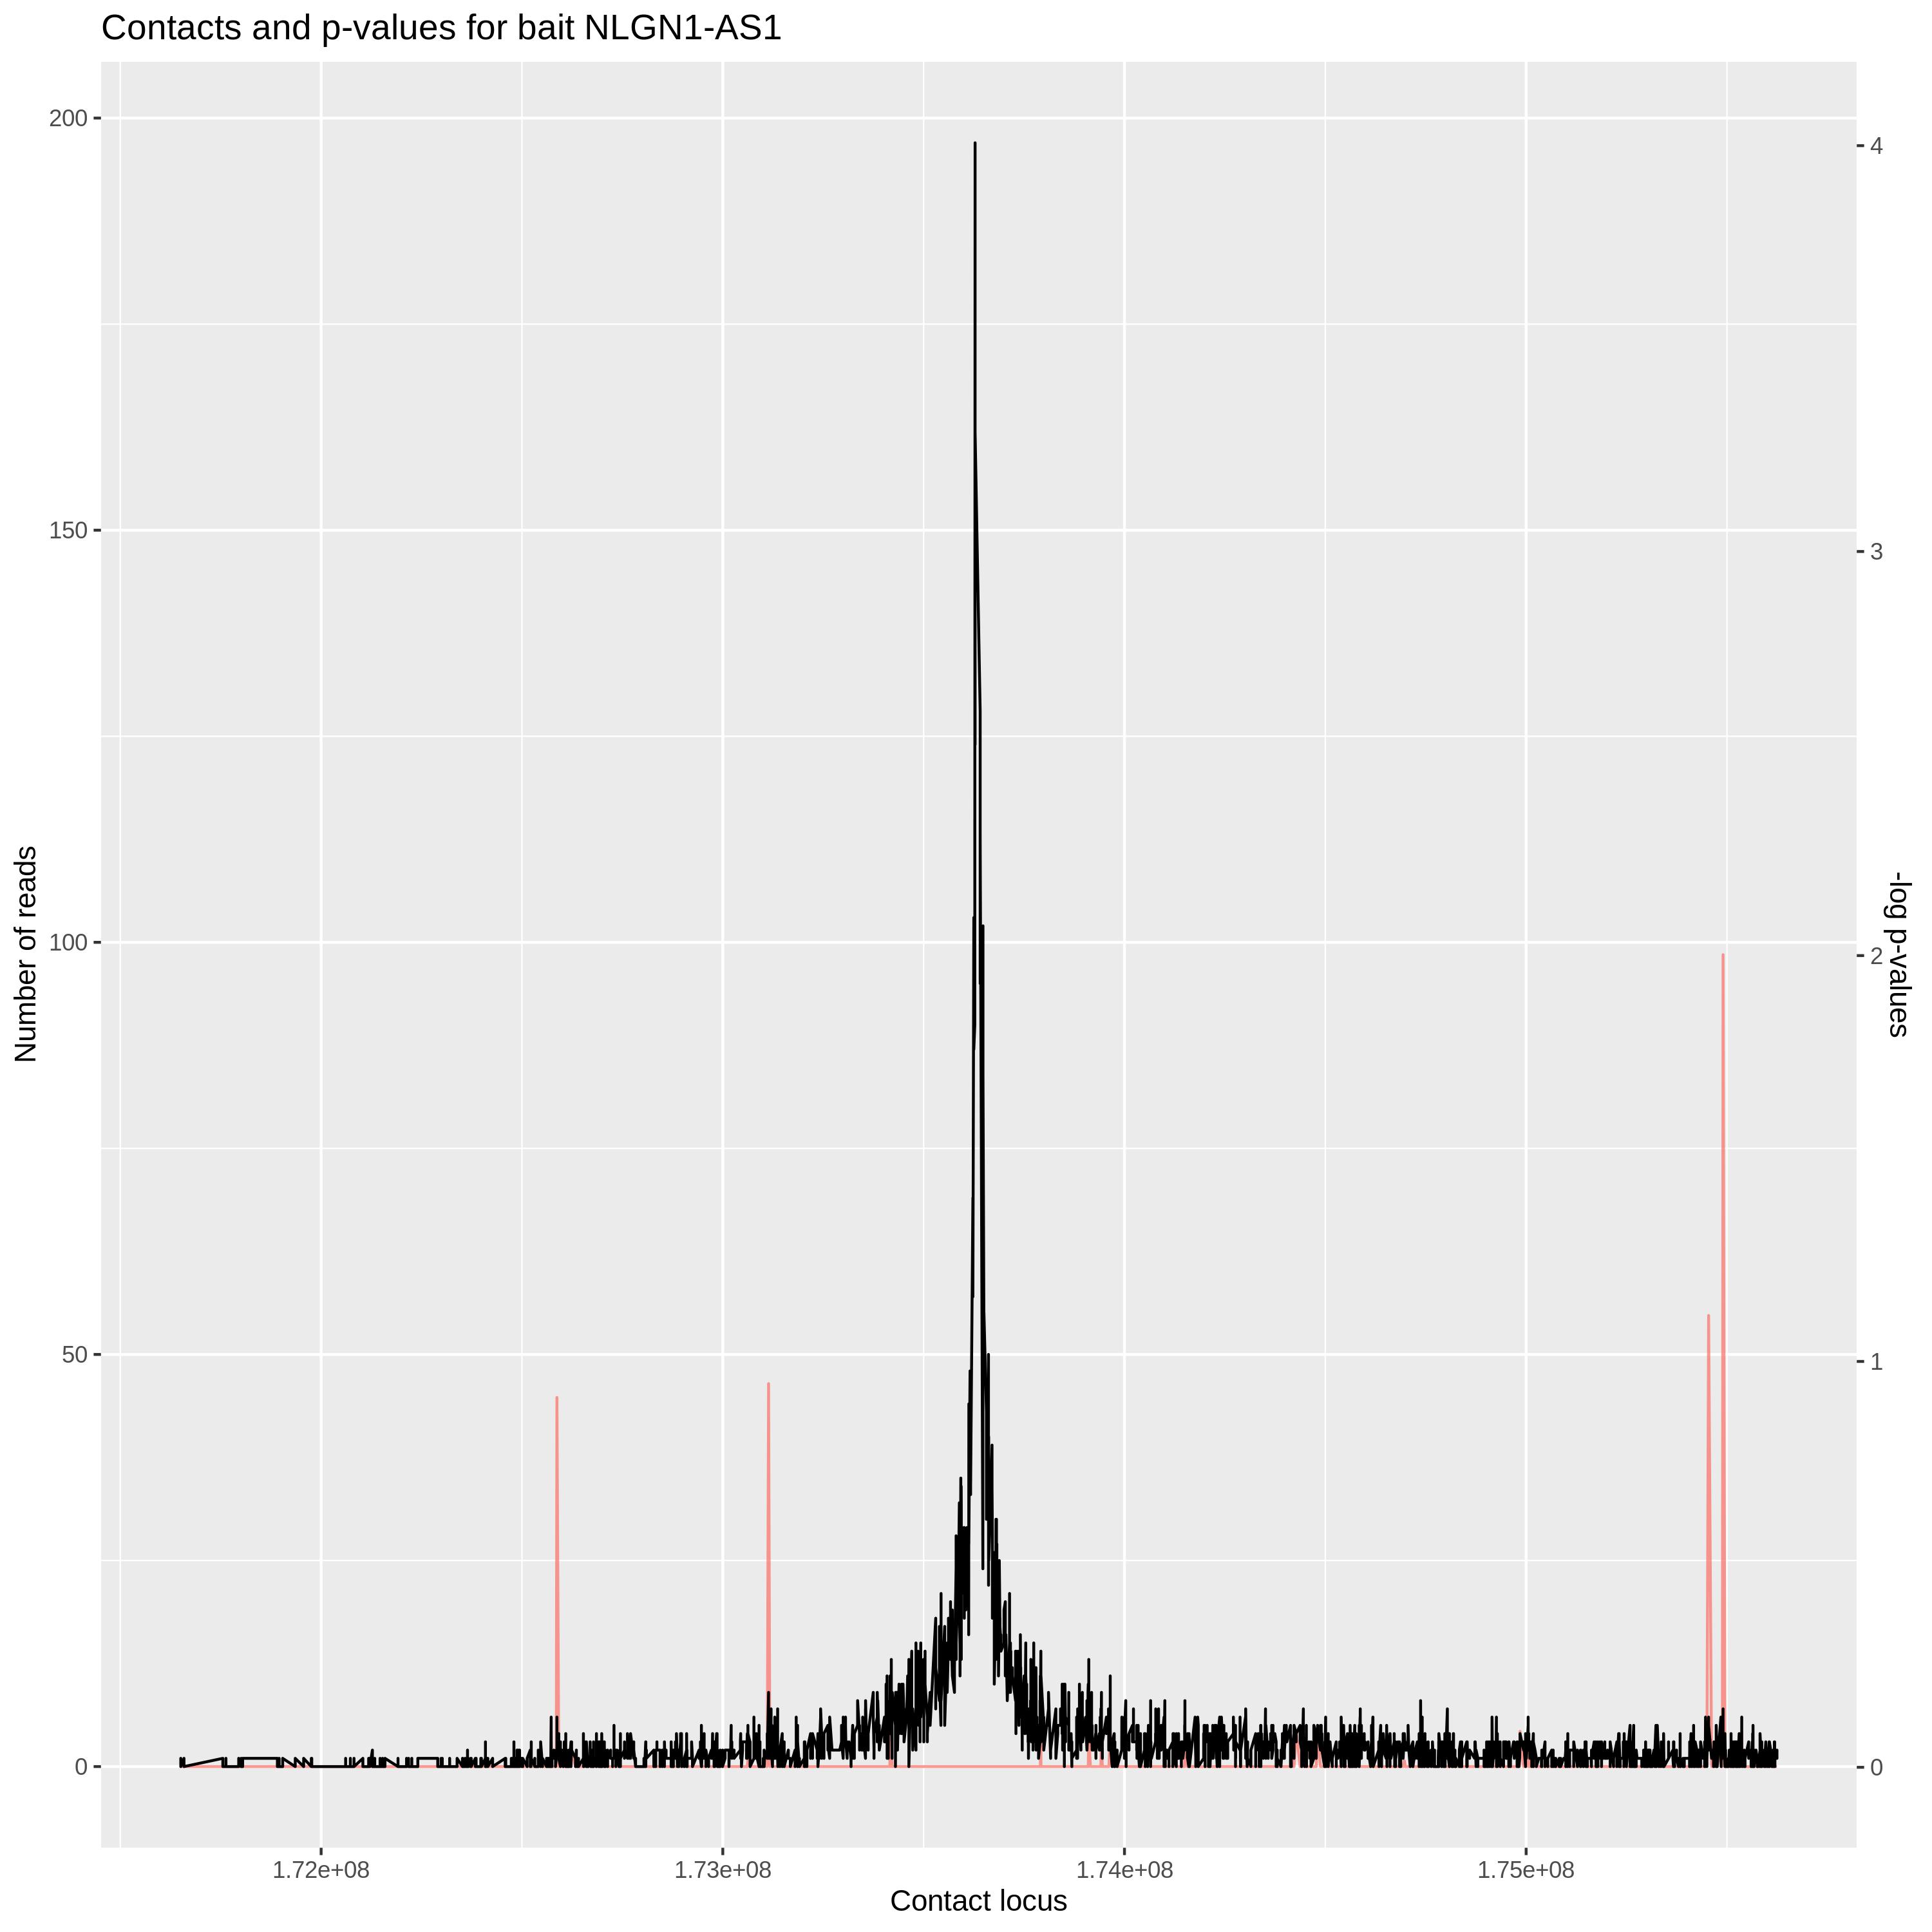 Contacts and p-values for bait NLGN1-AS1
200
150
100
50
0
Number of reads
4
3
2
1
0
-log p-values
1.72e+08
1.73e+08
1.74e+08
1.75e+08
Contact locus